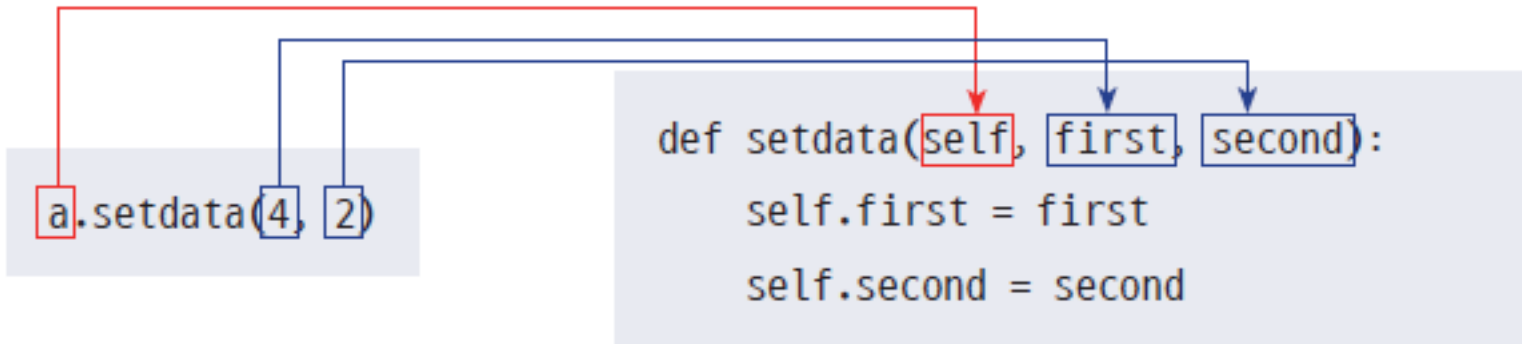 a.setdata(4, 2)
def setdata(self, first, second):
self.first = first
self.second = second